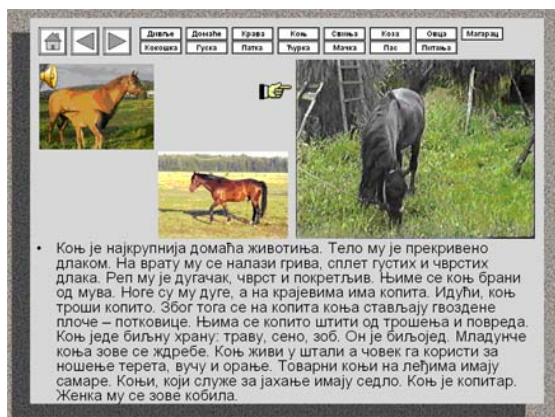 Дивље Домаће Крава Коњ Свиња Коза Овца Магарац
Кокошка Гуска Патка Ћурка Мачка Пас Питања
• Коњ је најкрупнија домаћа животиња. Тело му је прекривено
длаком. На врату му се налази грива, сплет густих и чврстих
длака. Реп му је дугачак, чврст и покретљив. Њиме се коњ брани
од мува. Ноге су му дуге, а на крајевима има копита. Идући, коњ
троши копито. Због тога се на копита коња стављају гвоздене
плоче – потковице. Њима се копито штити од трошења и повреда.
Коњ једе биљну храну: траву, сено, зоб. Он је биљојед. Младунче
коња зове се ждребе. Коњ живи у штали а човек га користи за
ношење терета, вучу и орање. Товарни коњи на леђима имају
самаре. Коњи, који служе за јахање имају седло. Коњ је копитар.
Женка му се зове кобила.